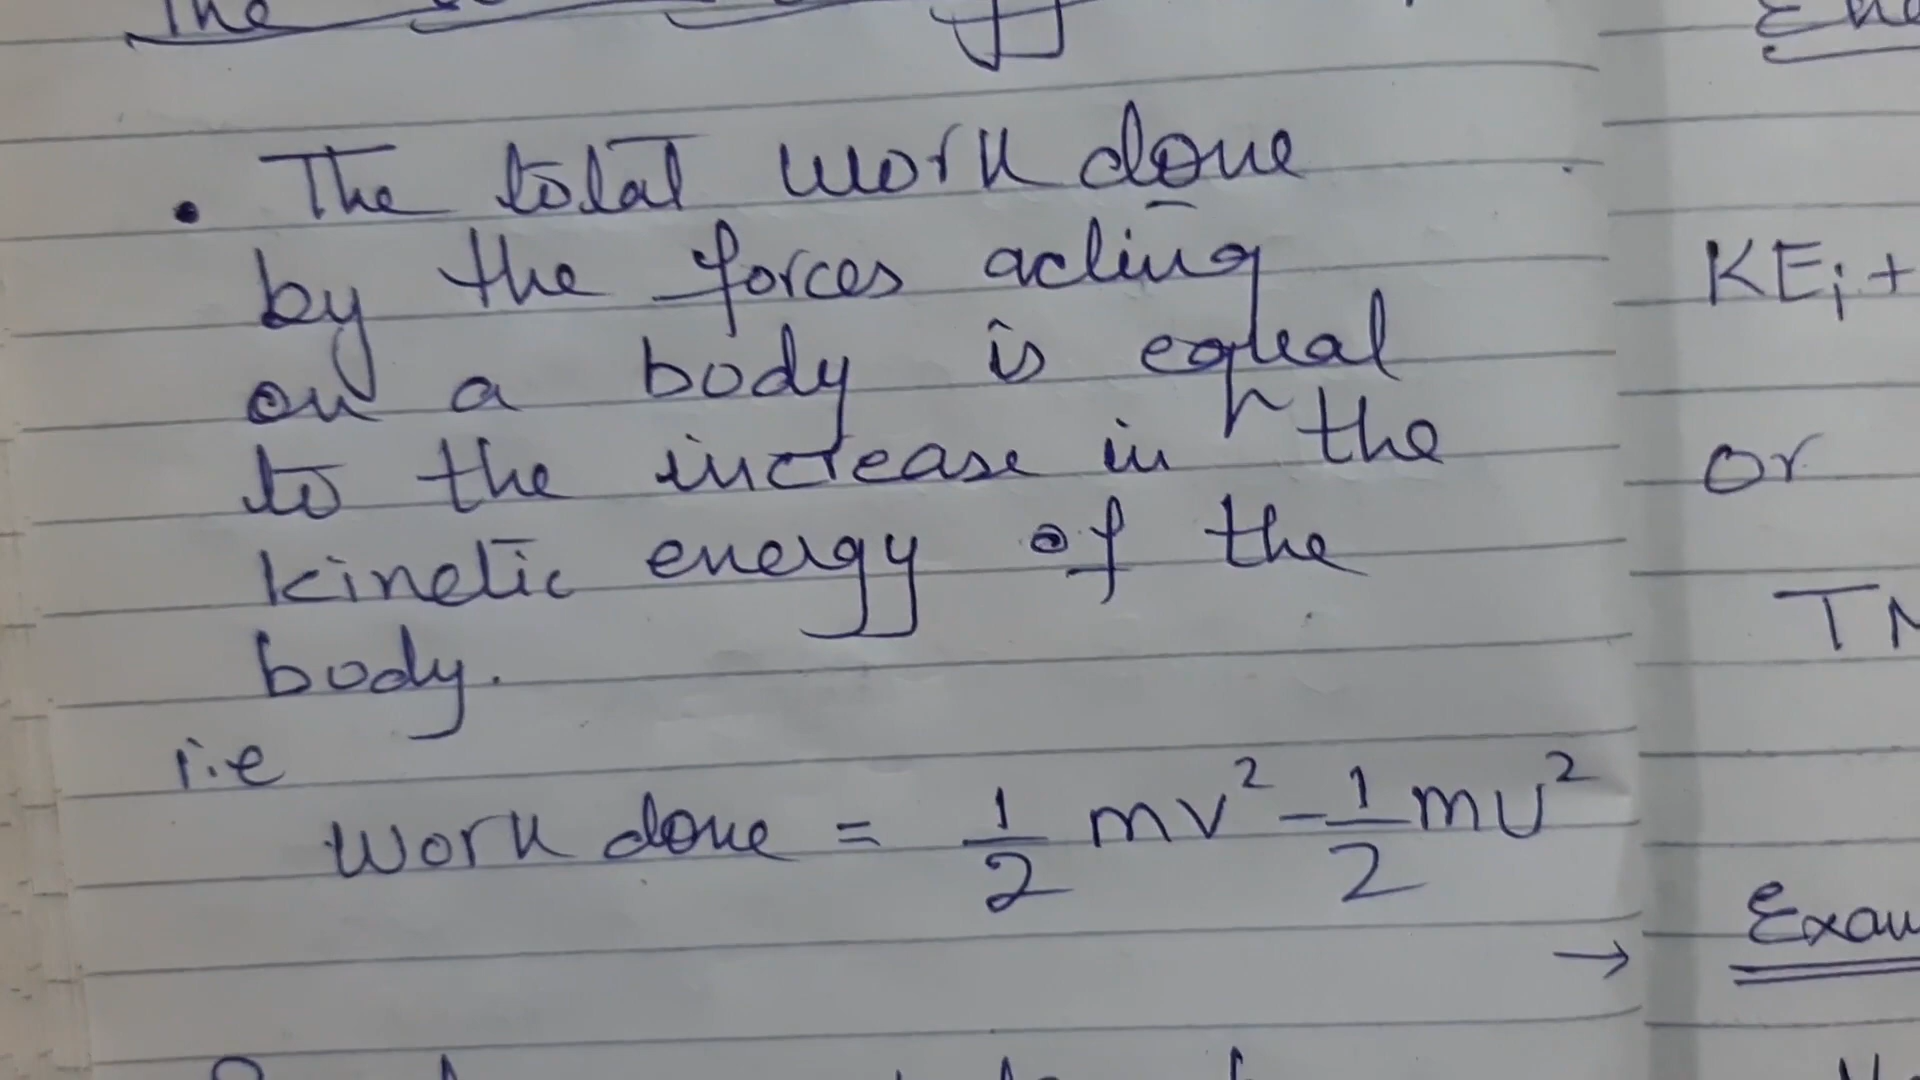 The
• The total work done
by the forces acting
on a body is equal
to the increase in the
kinetic energy of the
body.
i.e
Work done = 1/2 mv² - 1/2 mu²
→
KEi +
or